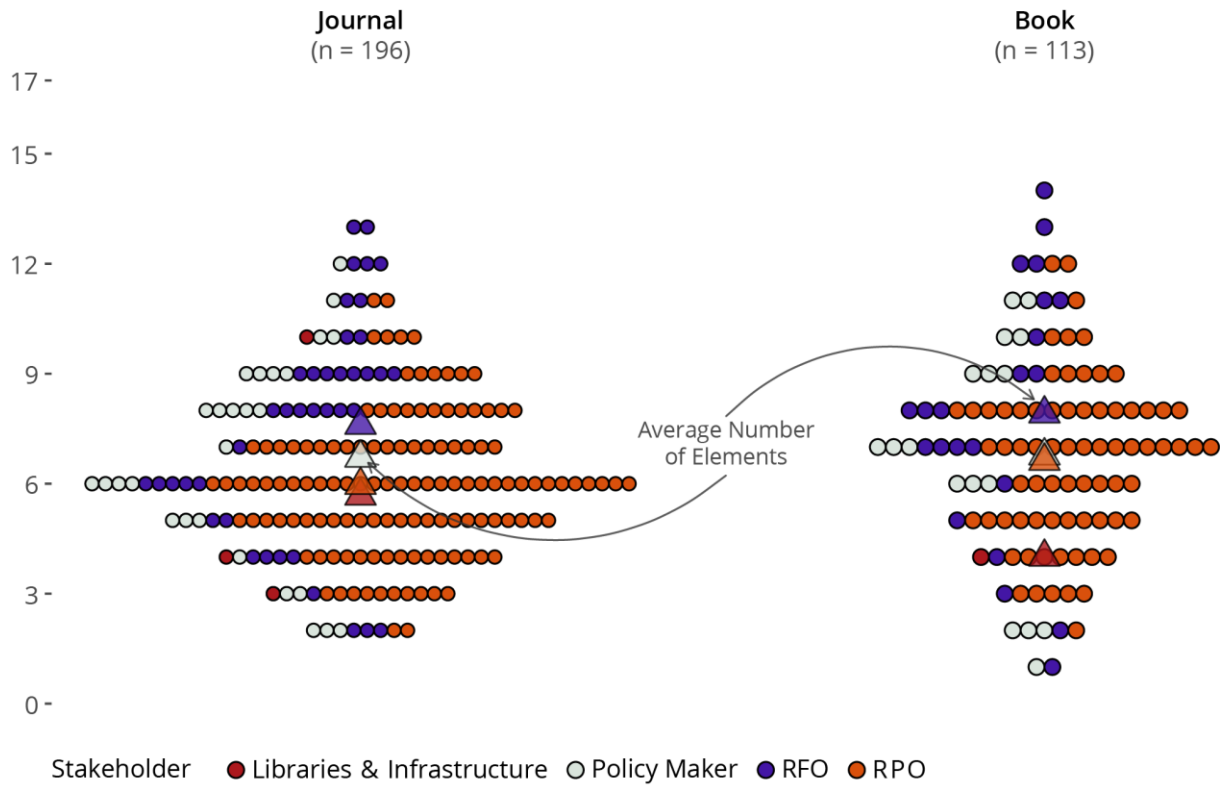 Journal
(n = 196)
Book
(n = 113)
17
15
12
9
6
3
0
Average Number
of Elements
Stakeholder
Libraries & Infrastructure
Policy Maker
RFO
RPO